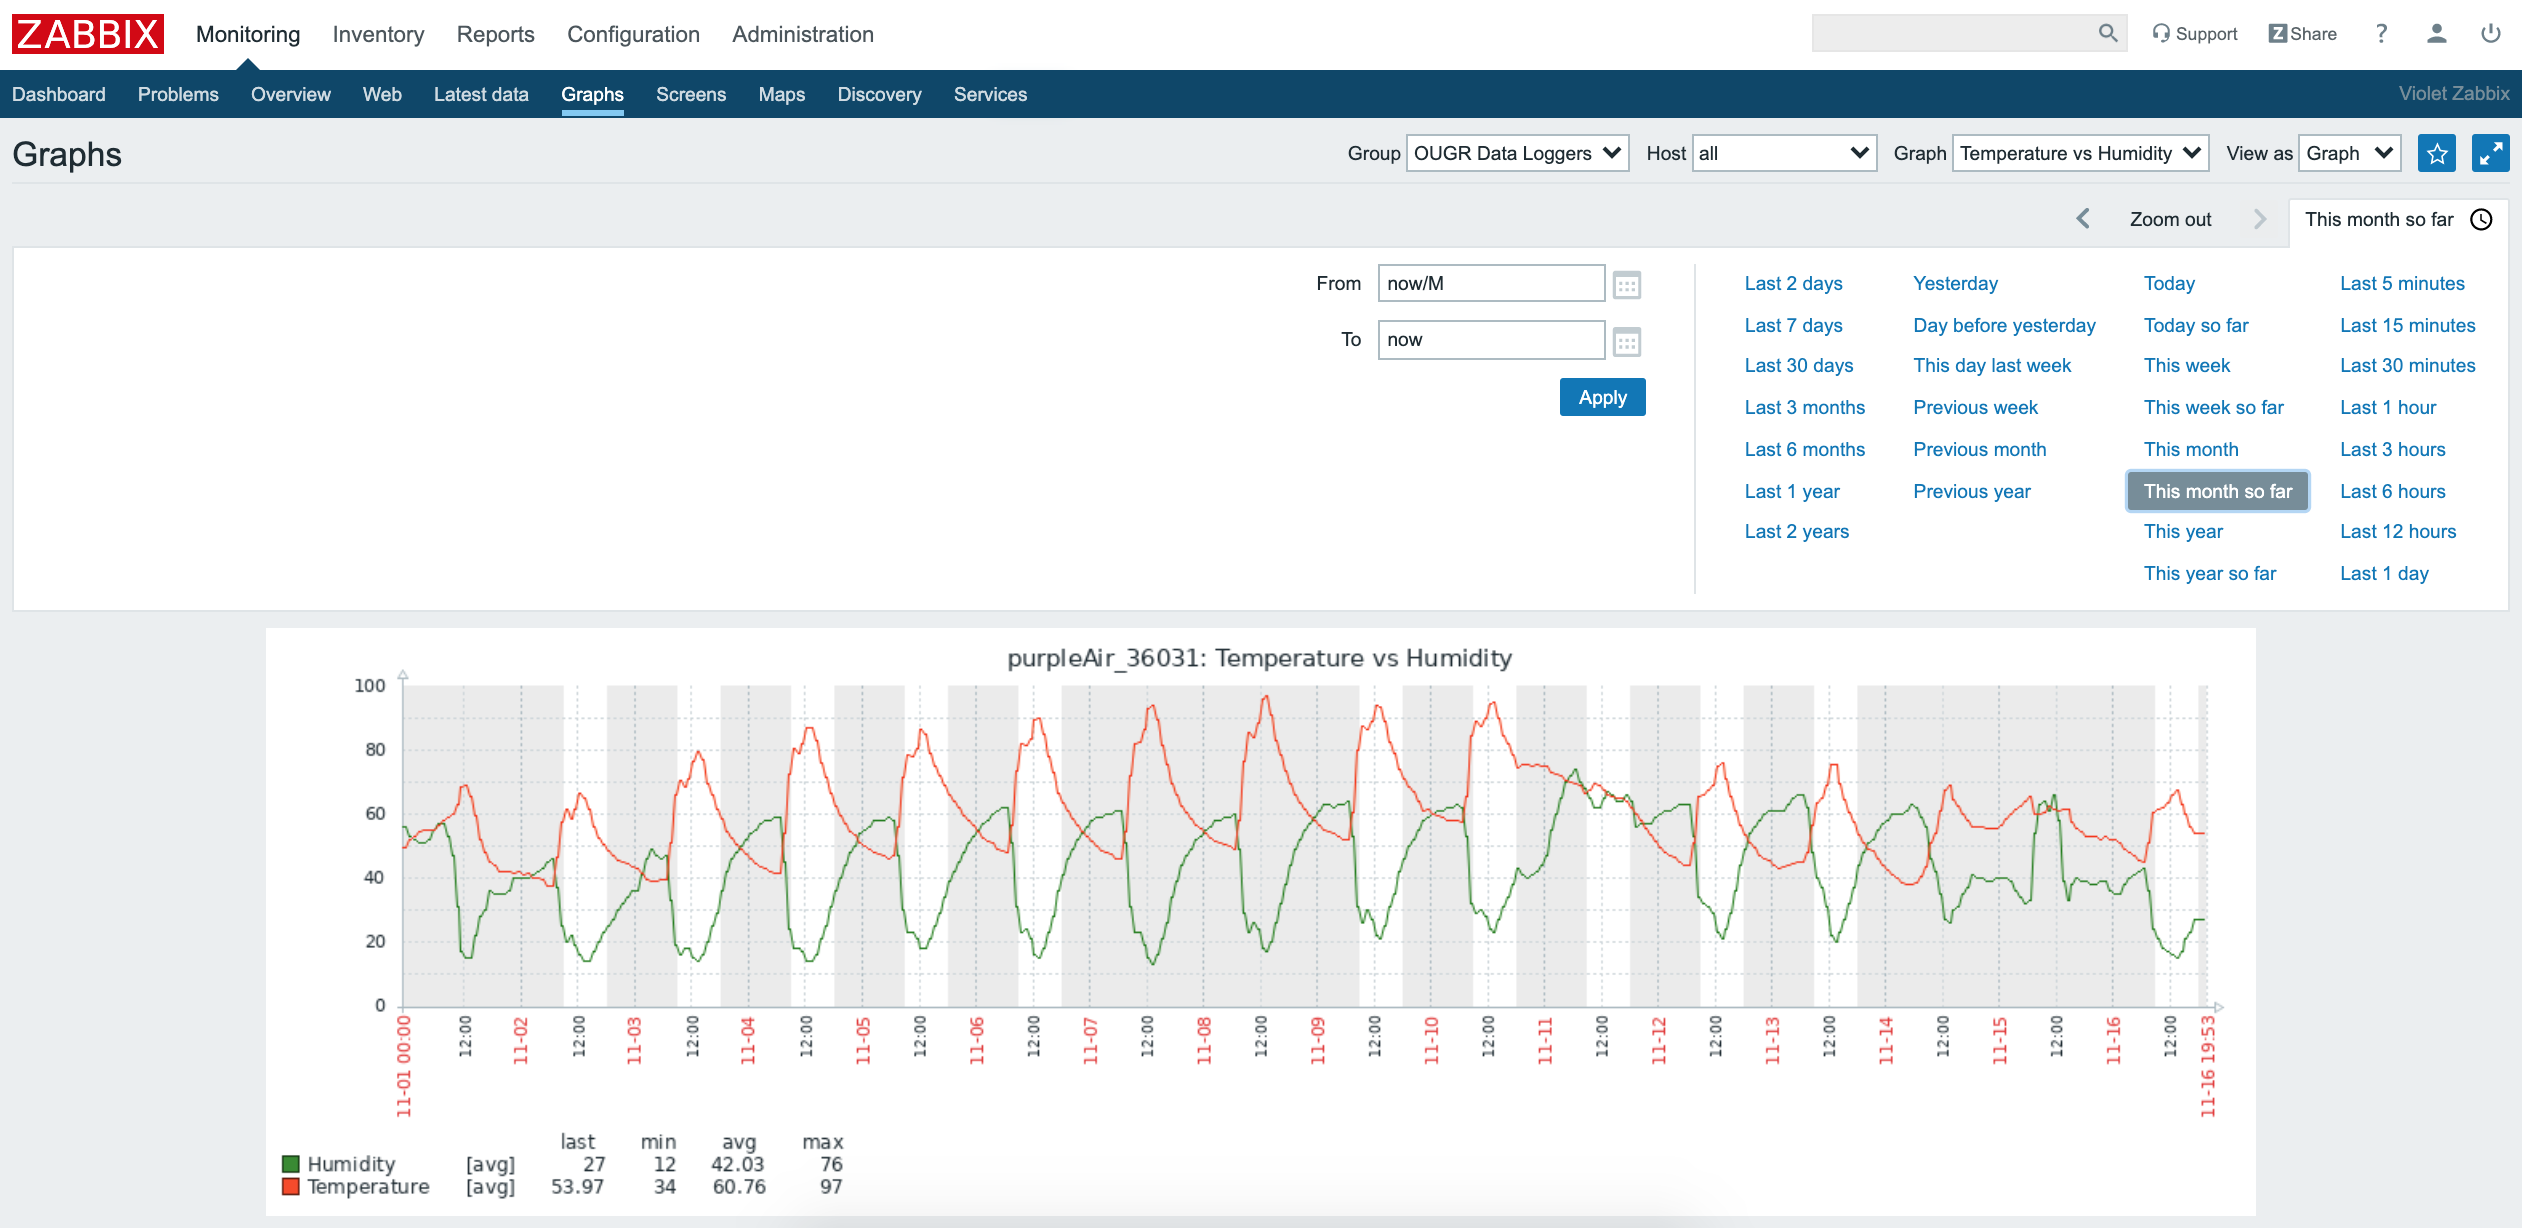 ZABBIX Monitoring Inventory Reports Configuration Administration Support Z Share ?
Dashboard Problems Overview Web Latest data Graphs Screens Maps Discovery Services Violet Zabbix
Graphs Group OUGR Data Loggers Host all Graph Temperature vs Humidity View as Graph
Zoom out This month so far
From now/M
To now
Apply
Last 2 days Yesterday Today Last 5 minutes
Last 7 days Day before yesterday Today so far Last 15 minutes
Last 30 days This day last week This week Last 30 minutes
Last 3 months Previous week This week so far Last 1 hour
Last 6 months Previous month This month Last 3 hours
Last 1 year Previous year This month so far Last 6 hours
Last 2 years This year Last 12 hours
This year so far Last 1 day
purpleAir_36031: Temperature vs Humidity
100
80
60
40
20
0
11-01 00:00 12:00 11-02 12:00 11-03 12:00 11-04 12:00 11-05 12:00 11-06 12:00 11-07 12:00 11-08 12:00 11-09 12:00 11-10 12:00 11-11 12:00 11-12 12:00 11-13 12:00 11-14 12:00 11-15 12:00 11-16 12:00 11-16 19:53
last min avg max
Humidity [avg] 27 12 42.03 76
Temperature [avg] 53.97 34 60.76 97